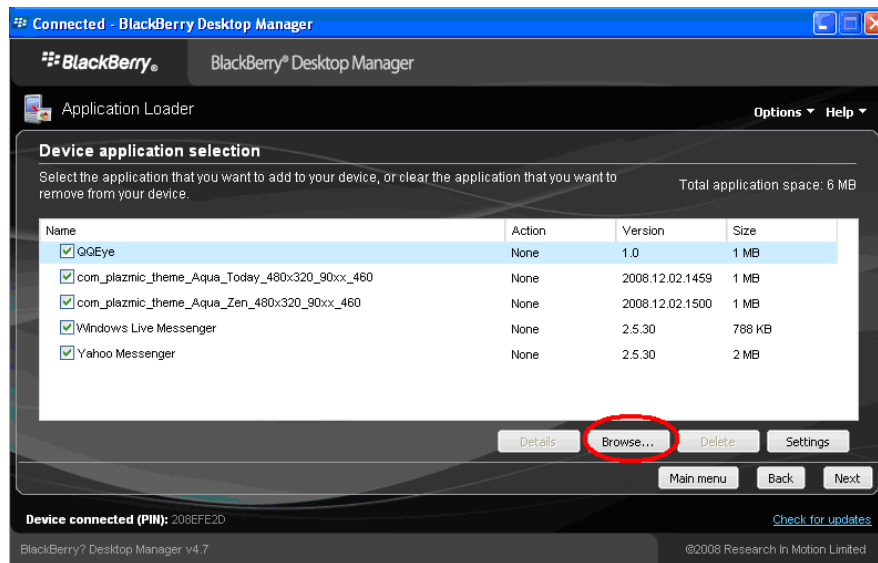 Connected - BlackBerry Desktop Manager
BlackBerry® BlackBerry® Desktop Manager
Application Loader
Options Help
Device application selection
Select the application that you want to add to your device, or clear the application that you want to
remove from your device.
Total application space: 6 MB
Name Action Version Size
QQEye None 1.0 1 MB
com_plazmic_theme_Aqua_Today_480x320_90xx_460 None 2008.12.02.1459 1 MB
com_plazmic_theme_Aqua_Zen_480x320_90xx_460 None 2008.12.02.1500 1 MB
Windows Live Messenger None 2.5.30 788 KB
Yahoo Messenger None 2.5.30 2 MB
Details Browse... Delete Settings
Main menu Back Next
Device connected (PIN): 208EFE2D Check for updates
BlackBerry? Desktop Manager v4.7 ©2008 Research In Motion Limited